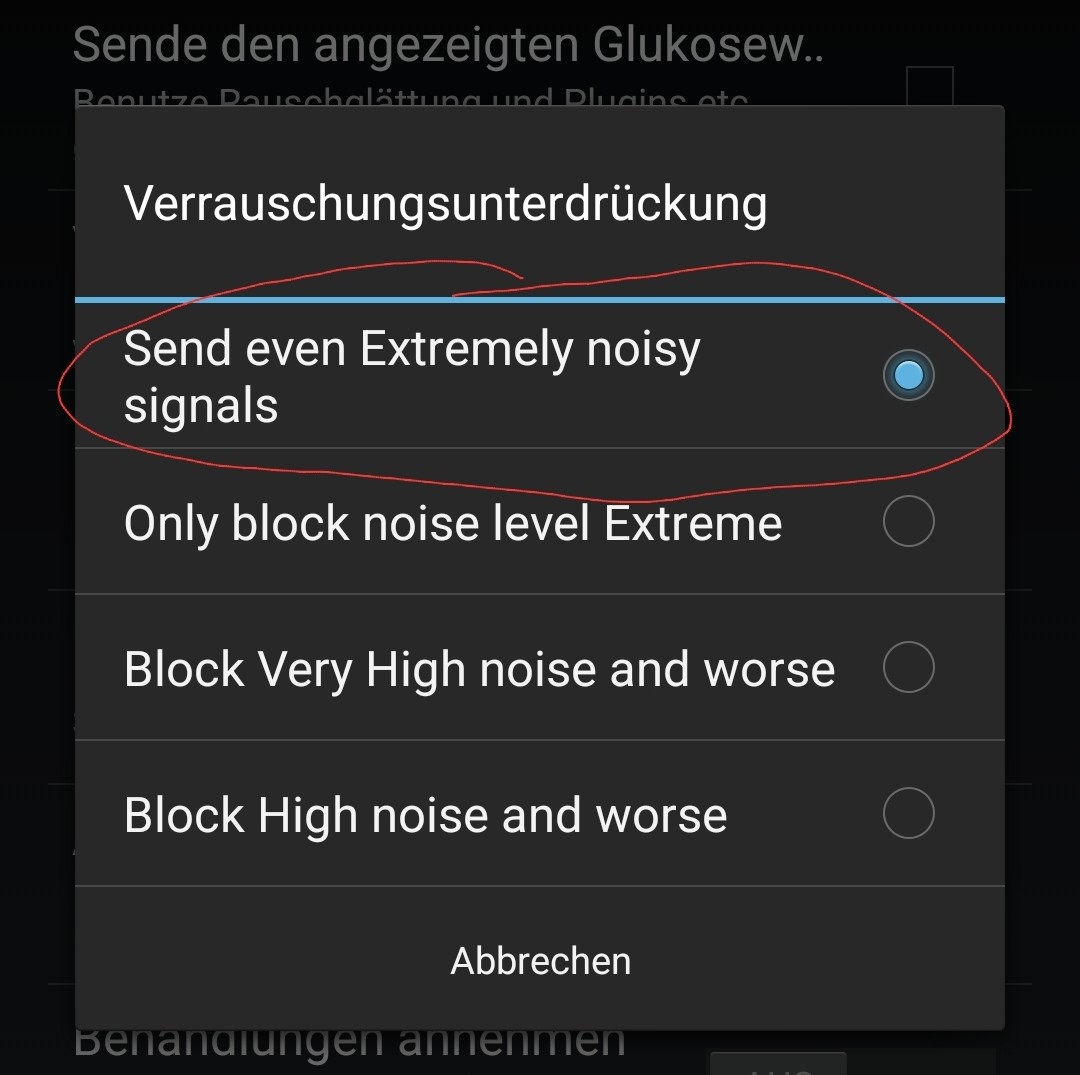 Sende den angezeigten Glukosew..
Benutze Rauschglättung und Plugins etc
Verrauschungsunterdrückung
Send even Extremely noisy
signals
Only block noise level Extreme
Block Very High noise and worse
Block High noise and worse
Abbrechen
Behandlungen annehmen